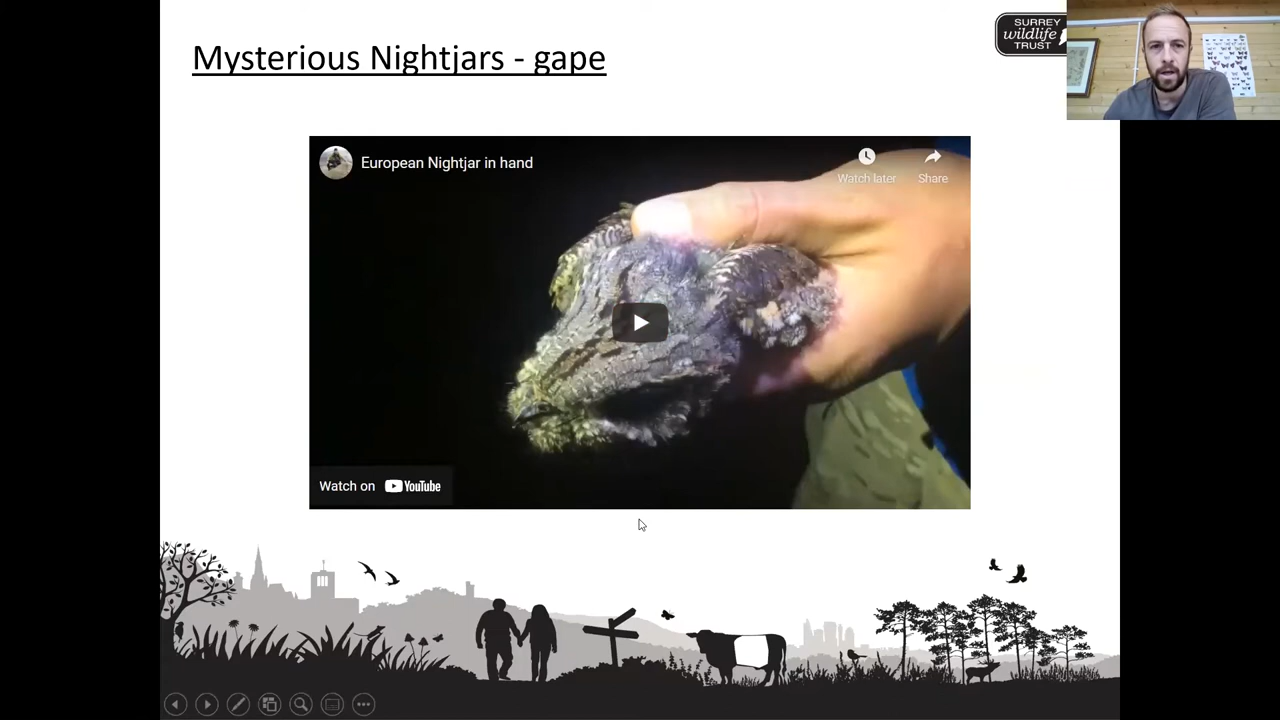 Mysterious Nightjars - gape
SURREY
wildlife
TRUST
European Nightjar in hand
Watch later
Share
Watch on YouTube